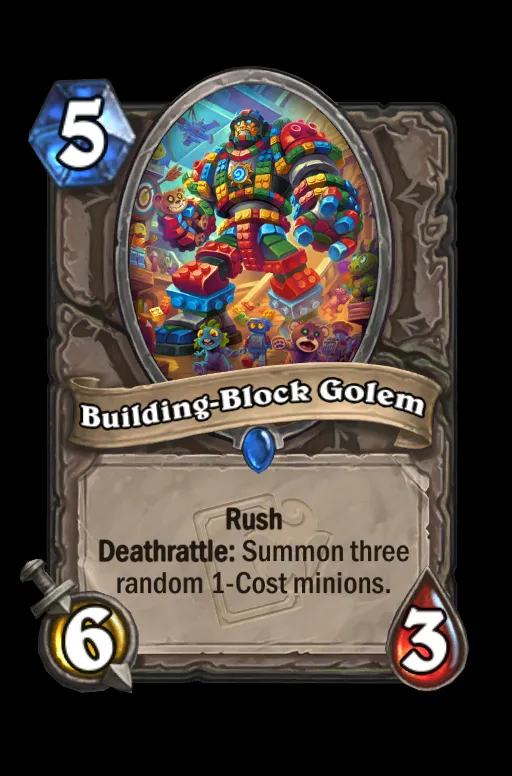 5
Building-Block Golem
Rush
Deathrattle: Summon three
random 1-Cost minions.
6
3